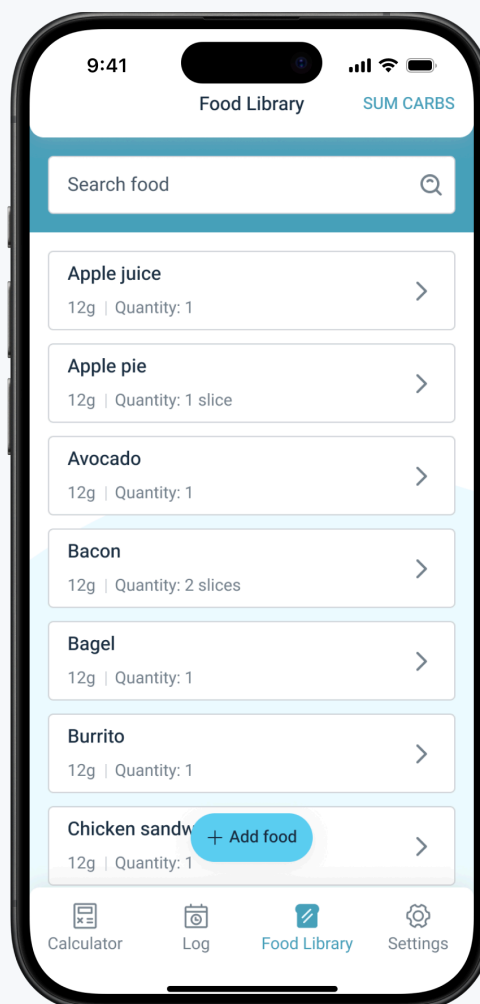 9:41
Food Library SUM CARBS
Search food
Apple juice
12g | Quantity: 1
Apple pie
12g | Quantity: 1 slice
Avocado
12g | Quantity: 1
Bacon
12g | Quantity: 2 slices
Bagel
12g | Quantity: 1
Burrito
12g | Quantity: 1
Chicken
12g | Quantity: 1
+ Add food
Calculator Log Food Library Settings